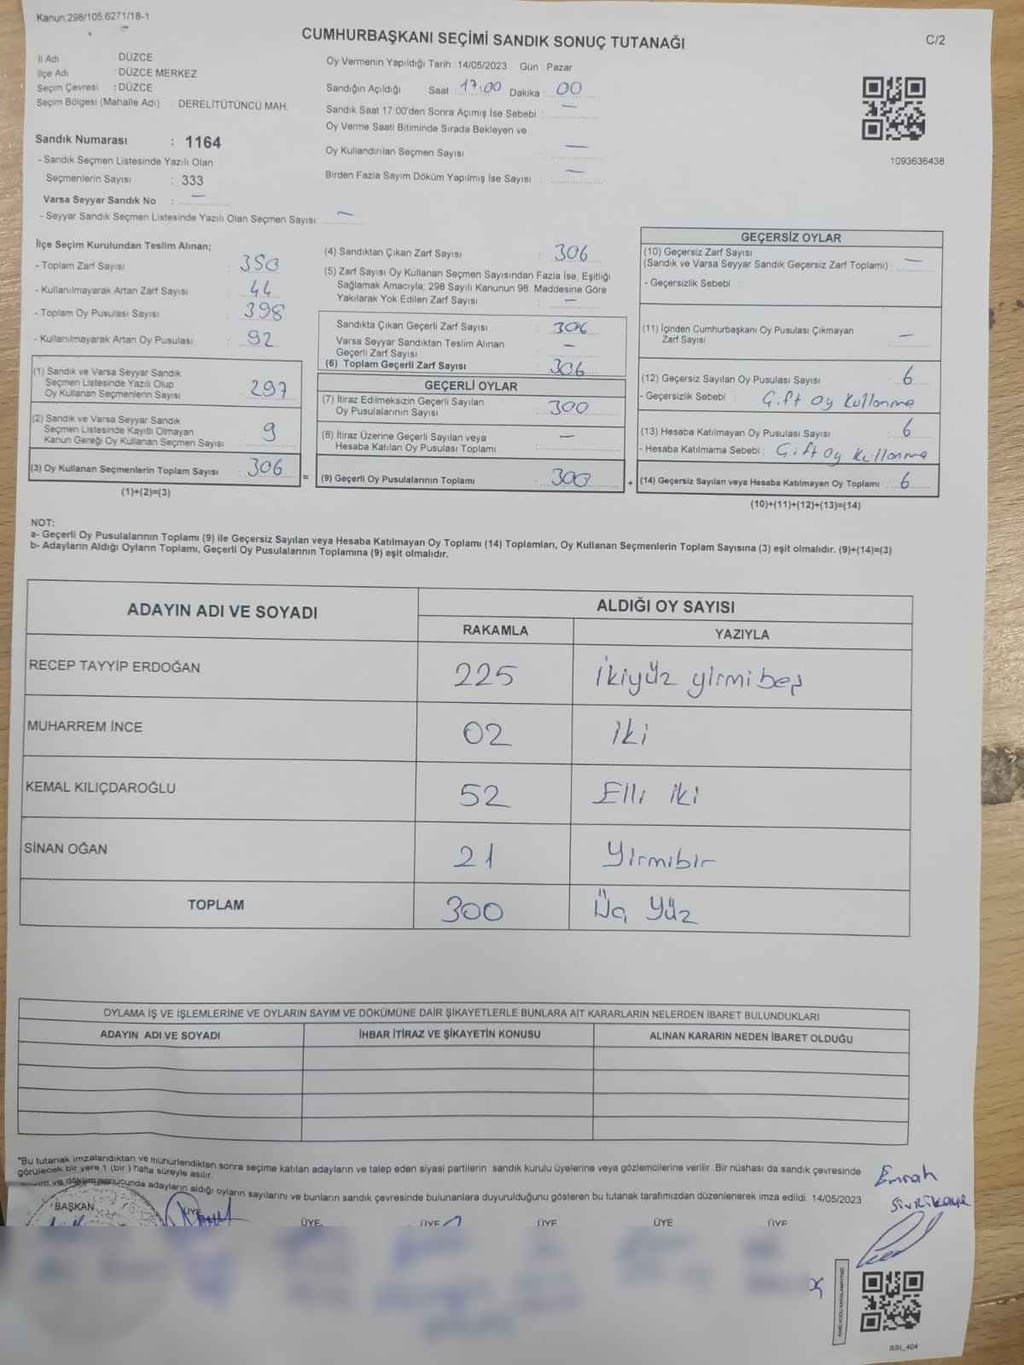 Kanun:298/105 6271/18-1
CUMHURBAŞKANI SEÇİMİ SANDIK SONUÇ TUTANAĞI
C/2
İl Adı DÜZCE
İlçe Adı : DÜZCE MERKEZ
Seçim Çevresi : DÜZCE
Seçim Bölgesi (Mahalle Adı) DERELİTÜTÜNCÜ MAH.
Sandık Numarası : 1164
- Sandık Seçmen Listesinde Yazılı Olan
Seçmenlerin Sayısı : 333
Varsa Seyyar Sandık No : —
- Seyyar Sandık Seçmen Listesinde Yazılı Olan Seçmen Sayısı: —
Oy Vermenin Yapıldığı Tarih :14/05/2023 Gün : Pazar
Sandığın Açıldığı Saat : 17:00 Dakika : 00
Sandık Saat 17:00'den Sonra Açımış İse Sebebi : —
Oy Verme Saati Bitiminde Sırada Bekleyen ve
Oy Kullandırılan Seçmen Sayısı : —
Birden Fazla Sayım Döküm Yapılmış İse Sayısı : —
1093636438
İlçe Seçim Kurulundan Teslim Alınan;
- Toplam Zarf Sayısı : 350
- Kullanılmayarak Artan Zarf Sayısı : 44
- Toplam Oy Pusulası Sayısı : 398
- Kullanılmayarak Artan Oy Pusulası : 92
(1) Sandık ve Varsa Seyyar Sandık
Seçmen Listesinde Yazılı Olup
Oy Kullanan Seçmenlerin Sayısı : 297
(2) Sandık ve Varsa Seyyar Sandık
Seçmen Listesinde Kayıtlı Olmayan
Kanun Gereği Oy Kullanan Seçmen Sayısı : 9
(3) Oy Kullanan Seçmenlerin Toplam Sayısı : 306
(1)+(2)=(3)
(4) Sandıktan Çıkan Zarf Sayısı : 306
(5) Zarf Sayısı Oy Kullanan Seçmen Sayısından Fazla İse, Eşitliği
Sağlamak Amacıyla; 298 Sayılı Kanunun 98. Maddesine Göre
Yakılarak Yok Edilen Zarf Sayısı : —
Sandıkta Çıkan Geçerli Zarf Sayısı : 306
Varsa Seyyar Sandıktan Teslim Alınan
Geçerli Zarf Sayısı : —
(6) Toplam Geçerli Zarf Sayısı : 306
GEÇERLİ OYLAR
(7) İtiraz Edilmeksizin Geçerli Sayılan
Oy Pusulalarının Sayısı : 300
(8) İtiraz Üzerine Geçerli Sayılan veya
Hesaba Katılan Oy Pusulası Toplamı : —
= (9) Geçerli Oy Pusulalarının Toplamı : 300
GEÇERSİZ OYLAR
(10) Geçersiz Zarf Sayısı
(Sandık ve Varsa Seyyar Sandık Geçersiz Zarf Toplamı) : —
- Geçersizlik Sebebi :
(11) İçinden Cumhurbaşkanı Oy Pusulası Çıkmayan
Zarf Sayısı : —
(12) Geçersiz Sayılan Oy Pusulası Sayısı : 6
- Geçersizlik Sebebi : Çift Oy Kullanma
(13) Hesaba Katılmayan Oy Pusulası Sayısı : 6
- Hesaba Katılmama Sebebi : Çift Oy Kullanma
+ (14) Geçersiz Sayılan veya Hesaba Katılmayan Oy Toplamı : 6
(10)+(11)+(12)+(13)=(14)
NOT:
a- Geçerli Oy Pusulalarının Toplamı (9) ile Geçersiz Sayılan veya Hesaba Katılmayan Oy Toplamı (14) Toplamları, Oy Kullanan Seçmenlerin Toplam Sayısına (3) eşit olmalıdır. (9)+(14)=(3)
b- Adayların Aldığı Oyların Toplamı, Geçerli Oy Pusulalarının Toplamına (9) eşit olmalıdır.
ADAYIN ADI VE SOYADI
ALDIĞI OY SAYISI
RAKAMLA YAZIYLA
RECEP TAYYİP ERDOĞAN 225 ikiyüz yirmibeş
MUHARREM İNCE 02 iki
KEMAL KILIÇDAROĞLU 52 Elli iki
SİNAN OĞAN 21 Yirmibir
TOPLAM 300 Üç Yüz
OYLAMA İŞ VE İŞLEMLERİNE VE OYLARIN SAYIM VE DÖKÜMÜNE DAİR ŞİKAYETLERLE BUNLARA AİT KARARLARIN NELERDEN İBARET BULUNDUKLARI
ADAYIN ADI VE SOYADI İHBAR İTİRAZ VE ŞİKAYETİN KONUSU ALINAN KARARIN NEDEN İBARET OLDUĞU
*Bu tutanak imzalandıktan ve mühürlendikten sonra seçime katılan adayların ve talep eden siyasi partilerin sandık kurulu üyelerine veya gözlemcilerine verilir. Bir nüshası da sandık çevresinde
görülecek bir yere 1 (bir) hafta süreyle asılır.
adayların aldığı oyların sayılarını ve bunların sandık çevresinde bulunanlara duyurulduğunu gösteren bu tutanak tarafımızdan düzenlenerek imza edildi. 14/05/2023
Emrah
Sivrikaya
BAŞKAN ÜYE ÜYE ÜYE ÜYE ÜYE ÜYE